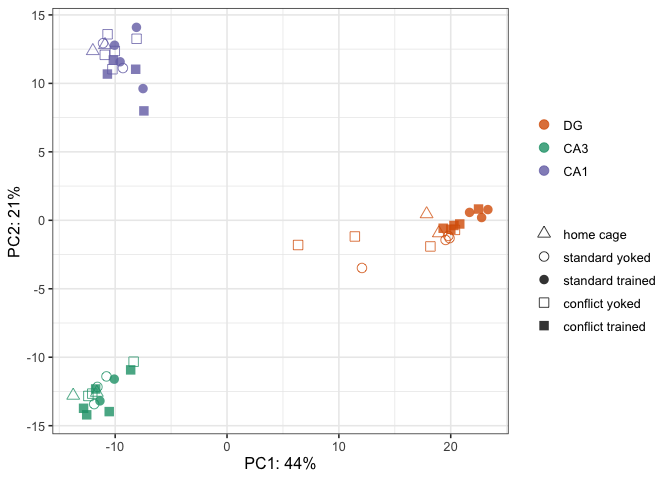 15
10
5
0
-5
-10
-15
PC2: 21%
-10
0
10
20
PC1: 44%
DG
CA3
CA1
home cage
standard yoked
standard trained
conflict yoked
conflict trained